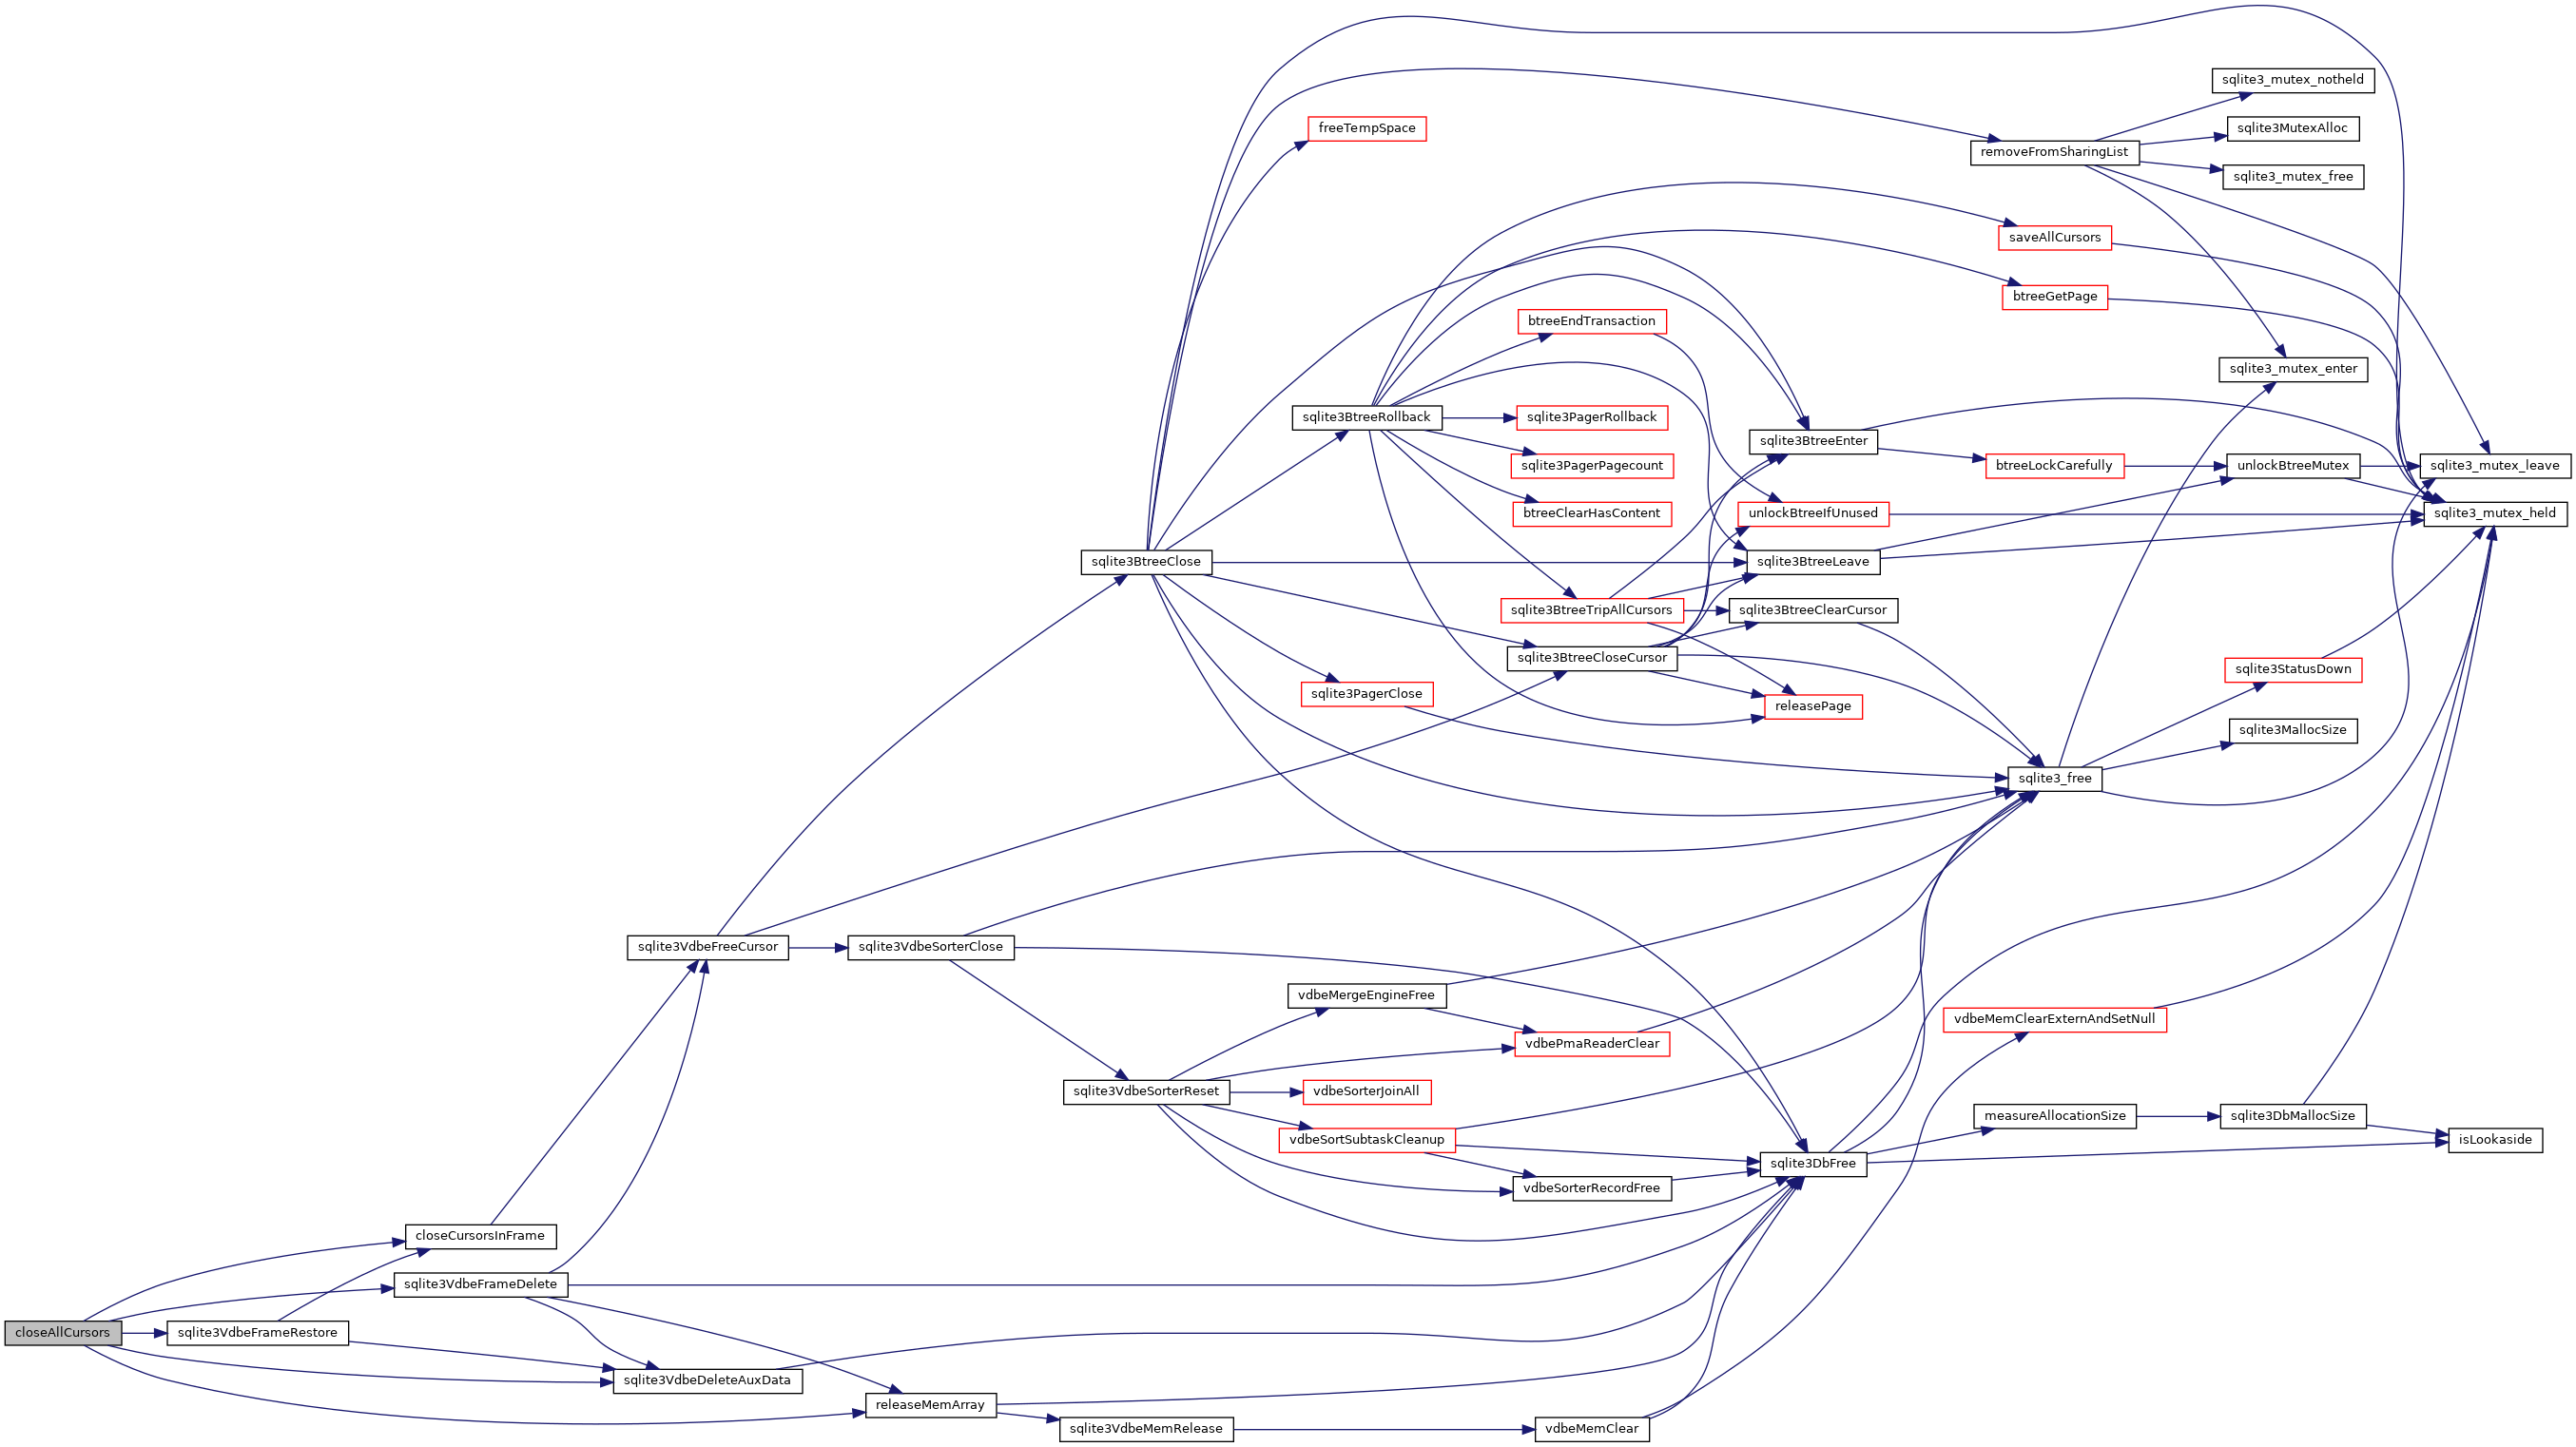 sqlite3_mutex_notheld
freeTempSpace
sqlite3MutexAlloc
removeFromSharingList
sqlite3_mutex_free
saveAllCursors
btreeGetPage
btreeEndTransaction
sqlite3_mutex_enter
sqlite3BtreeRollback
sqlite3PagerRollback
sqlite3BtreeEnter
sqlite3PagerPagecount
btreeLockCarefully
unlockBtreeMutex
sqlite3_mutex_leave
btreeClearHasContent
unlockBtreeIfUnused
sqlite3_mutex_held
sqlite3BtreeClose
sqlite3BtreeLeave
sqlite3BtreeTripAllCursors
sqlite3BtreeClearCursor
sqlite3BtreeCloseCursor
sqlite3StatusDown
sqlite3PagerClose
releasePage
sqlite3MallocSize
sqlite3_free
sqlite3VdbeFreeCursor
sqlite3VdbeSorterClose
vdbeMergeEngineFree
vdbeMemClearExternAndSetNull
vdbePmaReaderClear
sqlite3VdbeSorterReset
vdbeSorterJoinAll
measureAllocationSize
sqlite3DbMallocSize
vdbeSortSubtaskCleanup
isLookaside
sqlite3DbFree
vdbeSorterRecordFree
closeCursorsInFrame
sqlite3VdbeFrameDelete
closeAllCursors
sqlite3VdbeFrameRestore
sqlite3VdbeDeleteAuxData
releaseMemArray
sqlite3VdbeMemRelease
vdbeMemClear